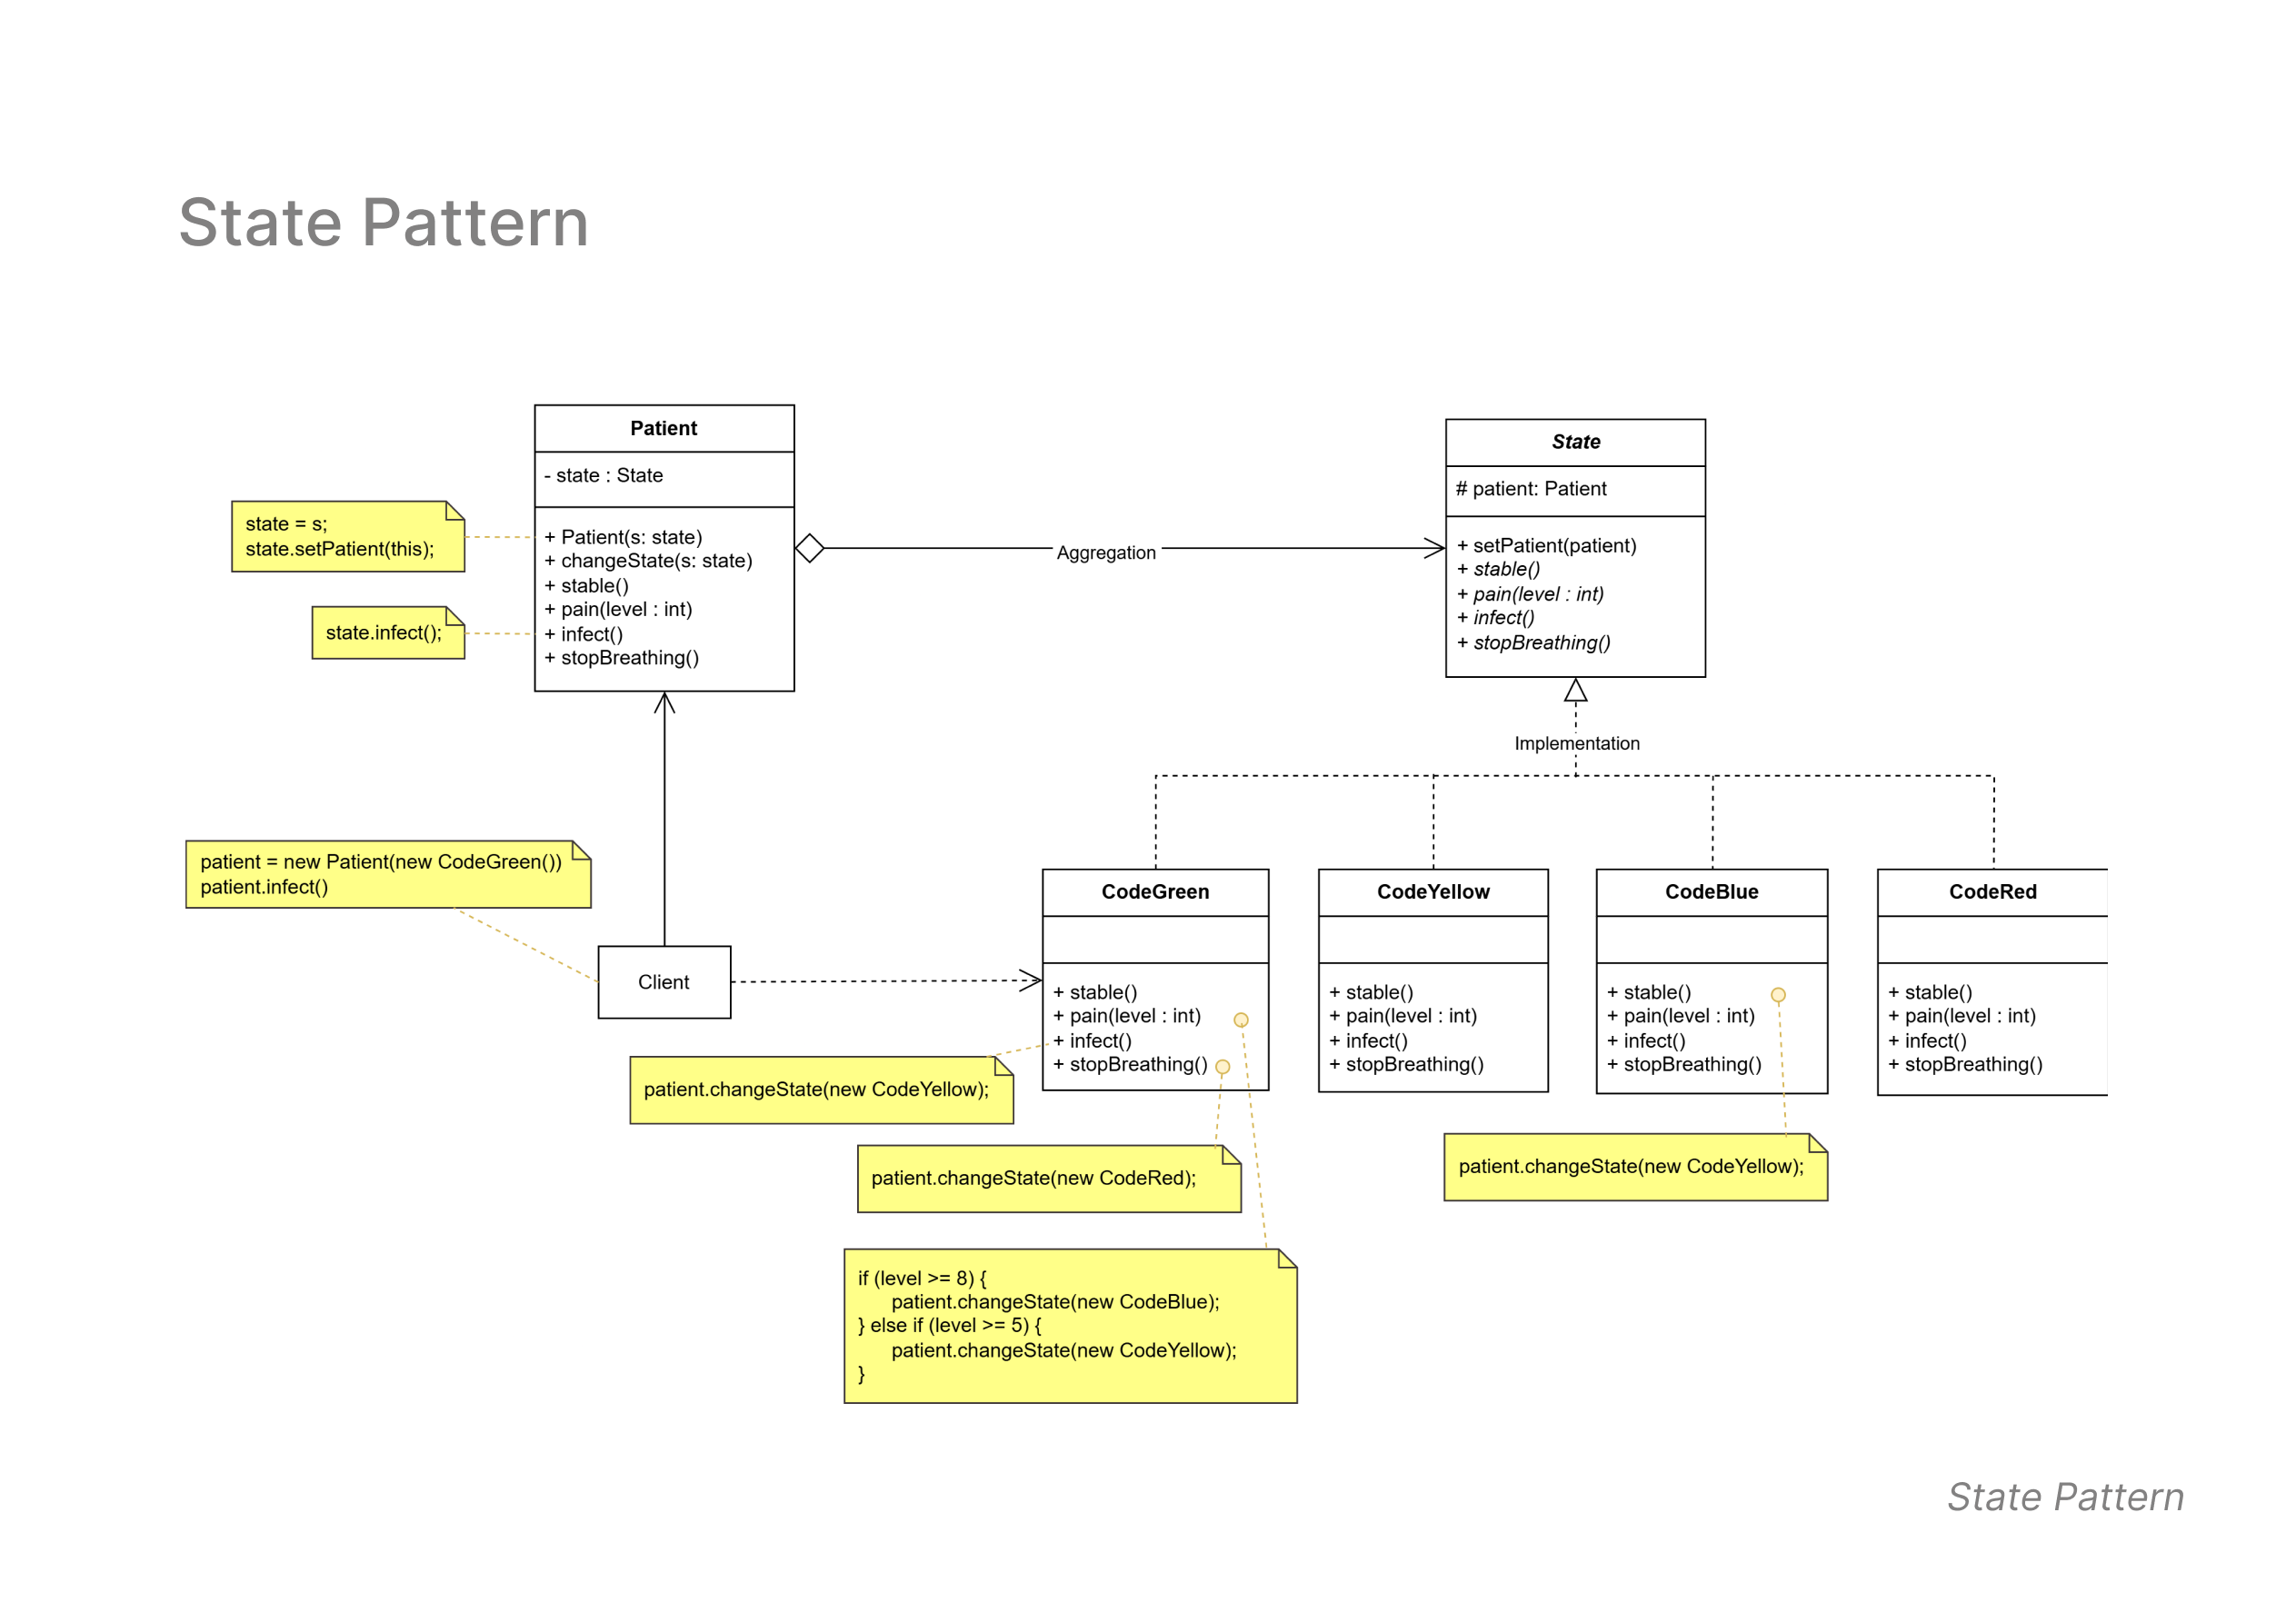 State Pattern
Patient
- state : State
+ Patient(s: state)
+ changeState(s: state)
+ stable()
+ pain(level : int)
+ infect()
+ stopBreathing()
state = s;
state.setPatient(this);
state.infect();
Aggregation
State
# patient: Patient
+ setPatient(patient)
+ stable()
+ pain(level : int)
+ infect()
+ stopBreathing()
Implementation
patient = new Patient(new CodeGreen())
patient.infect()
Client
CodeGreen
+ stable()
+ pain(level : int)
+ infect()
+ stopBreathing()
CodeYellow
+ stable()
+ pain(level : int)
+ infect()
+ stopBreathing()
CodeBlue
+ stable()
+ pain(level : int)
+ infect()
+ stopBreathing()
CodeRed
+ stable()
+ pain(level : int)
+ infect()
+ stopBreathing()
patient.changeState(new CodeYellow);
patient.changeState(new CodeRed);
patient.changeState(new CodeYellow);
if (level >= 8) {
patient.changeState(new CodeBlue);
} else if (level >= 5) {
patient.changeState(new CodeYellow);
}
State Pattern